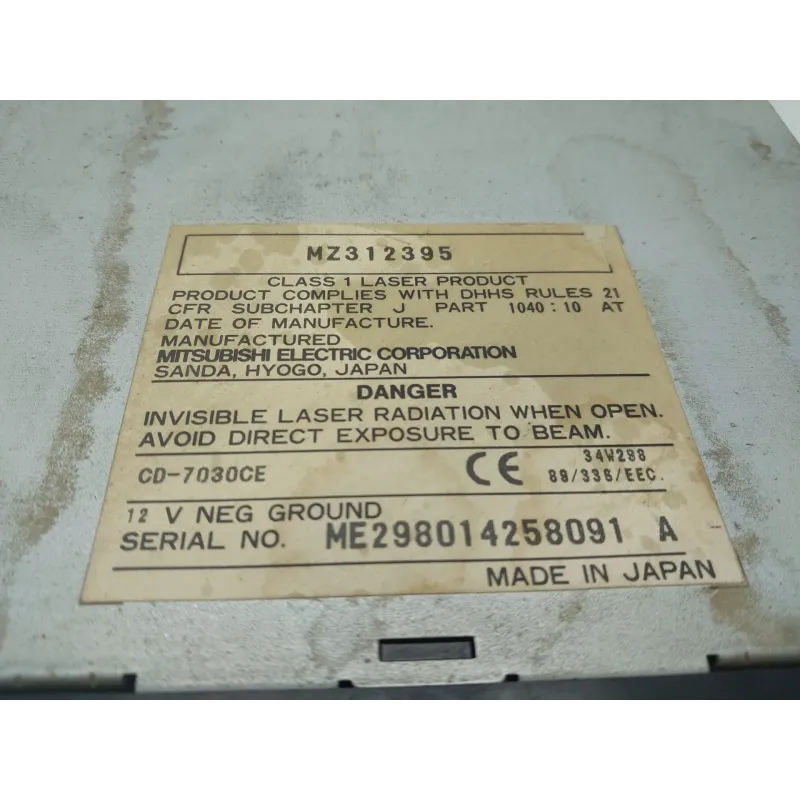 MZ312395
CLASS 1 LASER PRODUCT
PRODUCT COMPLIES WITH DHHS RULES 21
CFR SUBCHAPTER J PART 1040:10 AT
DATE OF MANUFACTURE.
MANUFACTURED
MITSUBISHI ELECTRIC CORPORATION
SANDA, HYOGO, JAPAN
DANGER
INVISIBLE LASER RADIATION WHEN OPEN.
AVOID DIRECT EXPOSURE TO BEAM.
CD-7030CE CE 34W288
89/336/EEC.
12 V NEG GROUND
SERIAL NO. ME298014258091 A
MADE IN JAPAN